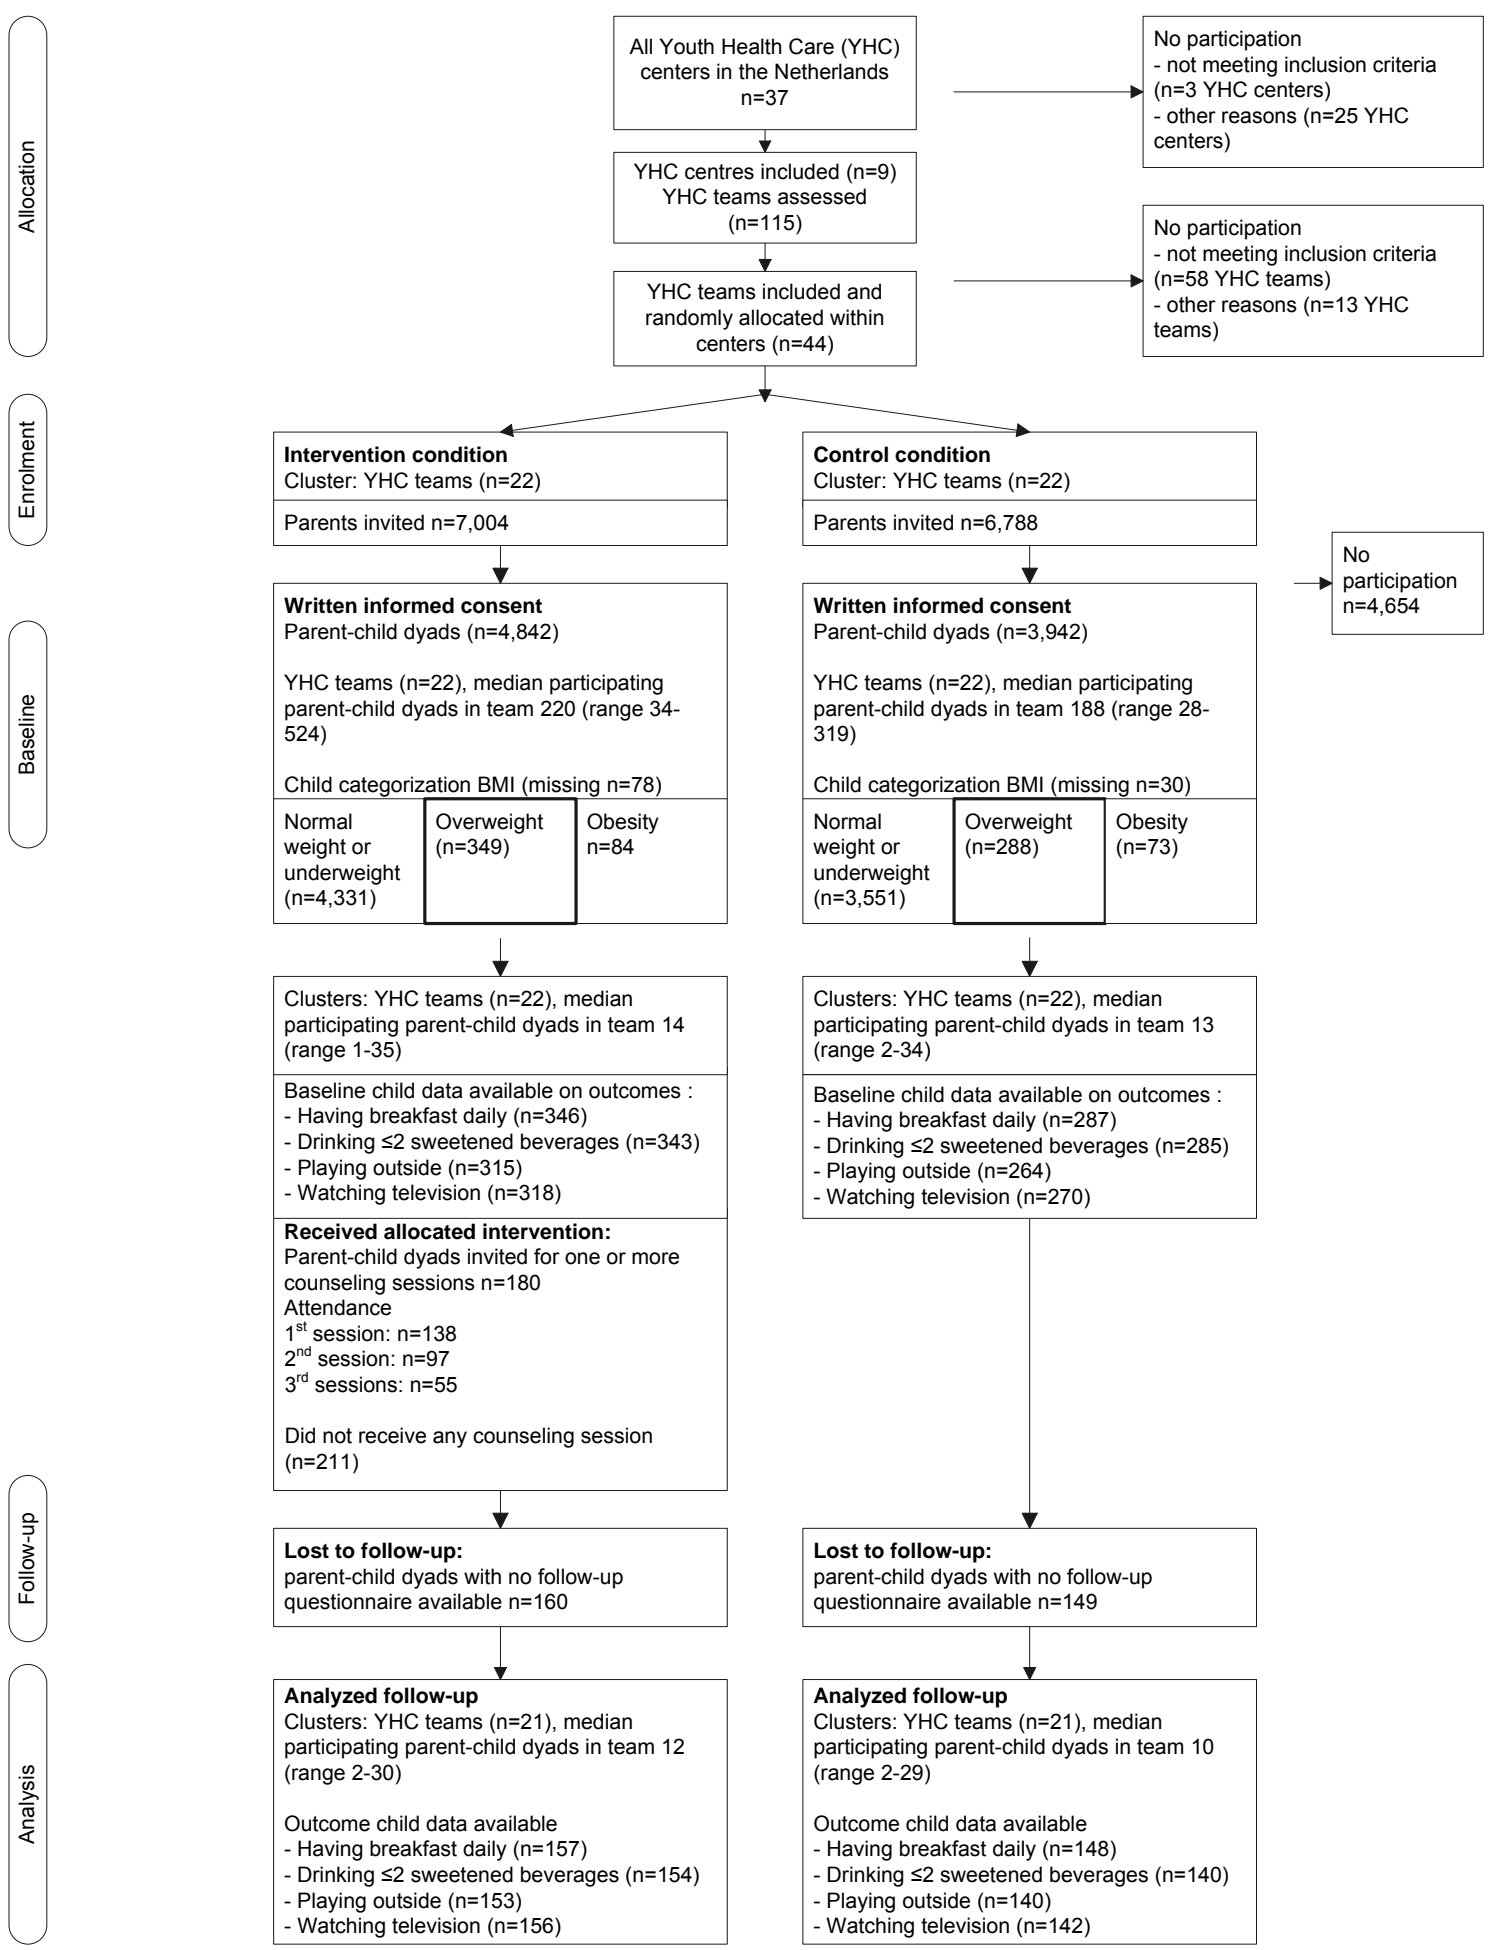 Allocation
All Youth Health Care (YHC)
centers in the Netherlands
n=37
No participation
- not meeting inclusion criteria
(n=3 YHC centers)
- other reasons (n=25 YHC
centers)
YHC centres included (n=9)
YHC teams assessed
(n=115)
No participation
- not meeting inclusion criteria
(n=58 YHC teams)
- other reasons (n=13 YHC
teams)
YHC teams included and
randomly allocated within
centers (n=44)
Enrolment
Intervention condition
Cluster: YHC teams (n=22)
Parents invited n=7,004
Control condition
Cluster: YHC teams (n=22)
Parents invited n=6,788
No
participation
n=4,654
Baseline
Written informed consent
Parent-child dyads (n=4,842)
YHC teams (n=22), median participating
parent-child dyads in team 220 (range 34-
524)
Child categorization BMI (missing n=78)
Normal
weight or
underweight
(n=4,331)
Overweight
(n=349)
Obesity
n=84
Written informed consent
Parent-child dyads (n=3,942)
YHC teams (n=22), median participating
parent-child dyads in team 188 (range 28-
319)
Child categorization BMI (missing n=30)
Normal
weight or
underweight
(n=3,551)
Overweight
(n=288)
Obesity
(n=73)
Clusters: YHC teams (n=22), median
participating parent-child dyads in team 14
(range 1-35)
Baseline child data available on outcomes :
- Having breakfast daily (n=346)
- Drinking ≤2 sweetened beverages (n=343)
- Playing outside (n=315)
- Watching television (n=318)
Received allocated intervention:
Parent-child dyads invited for one or more
counseling sessions n=180
Attendance
1st session: n=138
2nd session: n=97
3rd sessions: n=55
Did not receive any counseling session
(n=211)
Clusters: YHC teams (n=22), median
participating parent-child dyads in team 13
(range 2-34)
Baseline child data available on outcomes :
- Having breakfast daily (n=287)
- Drinking ≤2 sweetened beverages (n=285)
- Playing outside (n=264)
- Watching television (n=270)
Follow-up
Lost to follow-up:
parent-child dyads with no follow-up
questionnaire available n=160
Lost to follow-up:
parent-child dyads with no follow-up
questionnaire available n=149
Analysis
Analyzed follow-up
Clusters: YHC teams (n=21), median
participating parent-child dyads in team 12
(range 2-30)
Outcome child data available
- Having breakfast daily (n=157)
- Drinking ≤2 sweetened beverages (n=154)
- Playing outside (n=153)
- Watching television (n=156)
Analyzed follow-up
Clusters: YHC teams (n=21), median
participating parent-child dyads in team 10
(range 2-29)
Outcome child data available
- Having breakfast daily (n=148)
- Drinking ≤2 sweetened beverages (n=140)
- Playing outside (n=140)
- Watching television (n=142)